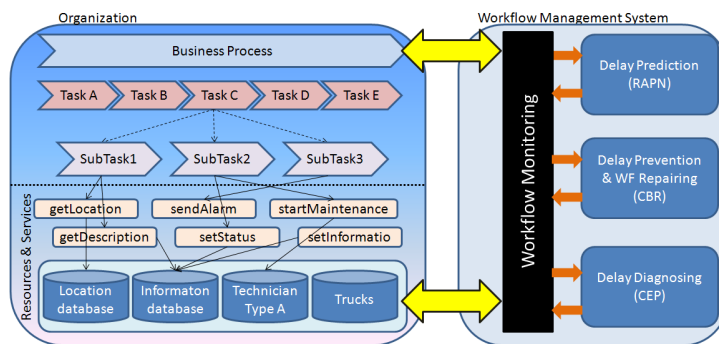 Organization
Workflow Management System
Business Process
Task A
Task B
Task C
Task D
Task E
SubTask1
SubTask2
SubTask3
Resources & Services
getLocation
sendAlarm
startMaintenance
getDescription
setStatus
setInformatio
Location
database
Informaton
database
Technician
Type A
Trucks
Workflow Monitoring
Delay Prediction
(RAPN)
Delay Prevention
& WF Repairing
(CBR)
Delay Diagnosing
(CEP)